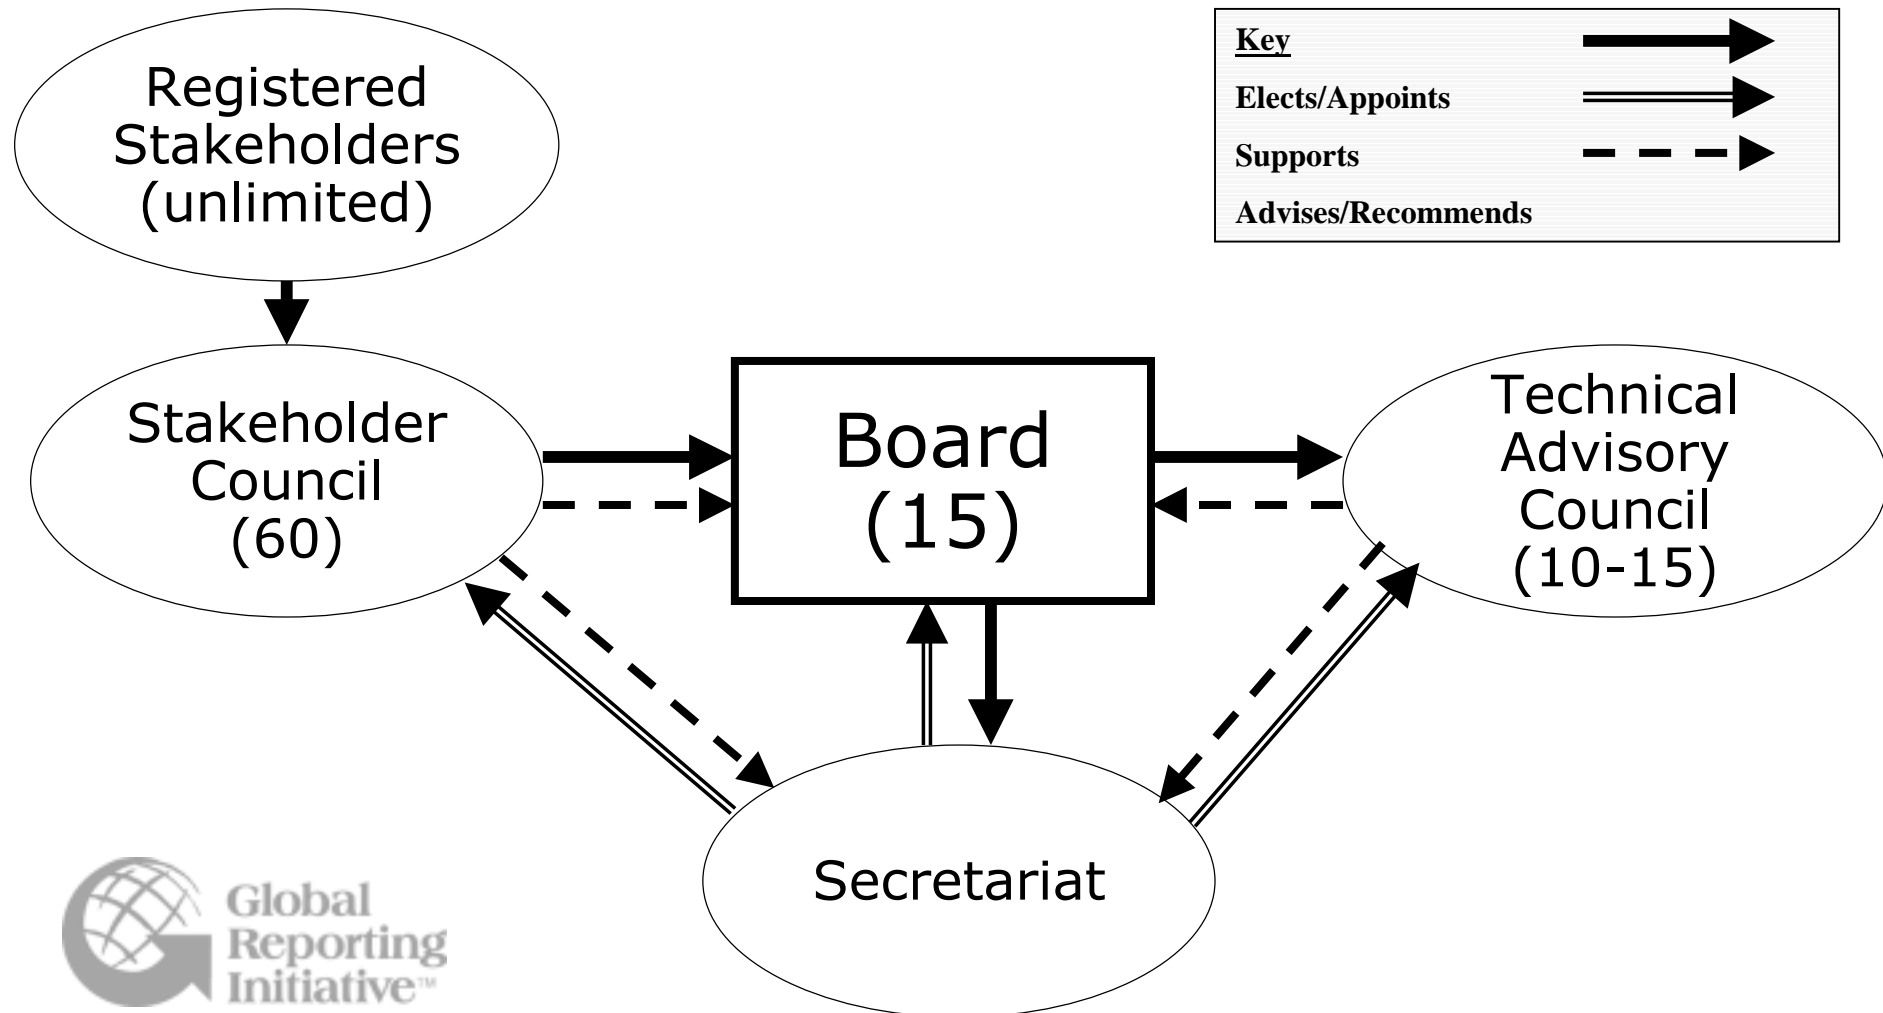 Registered
Stakeholders
(unlimited)
Key
Elects/Appoints
Supports
Advises/Recommends
Stakeholder
Council
(60)
Board
(15)
Technical
Advisory
Council
(10-15)
Secretariat
Global
Reporting
Initiative™